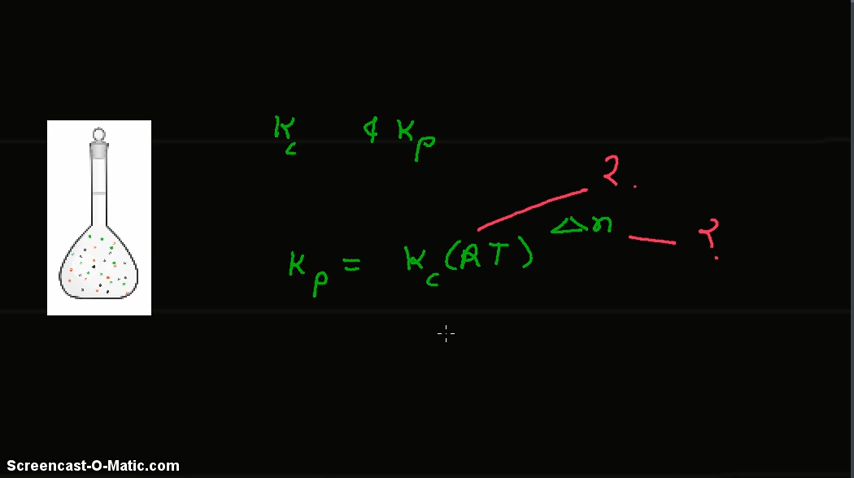 Kc & Kp
?.
Kp = Kc (RT)^Δn ?
Screencast-O-Matic.com